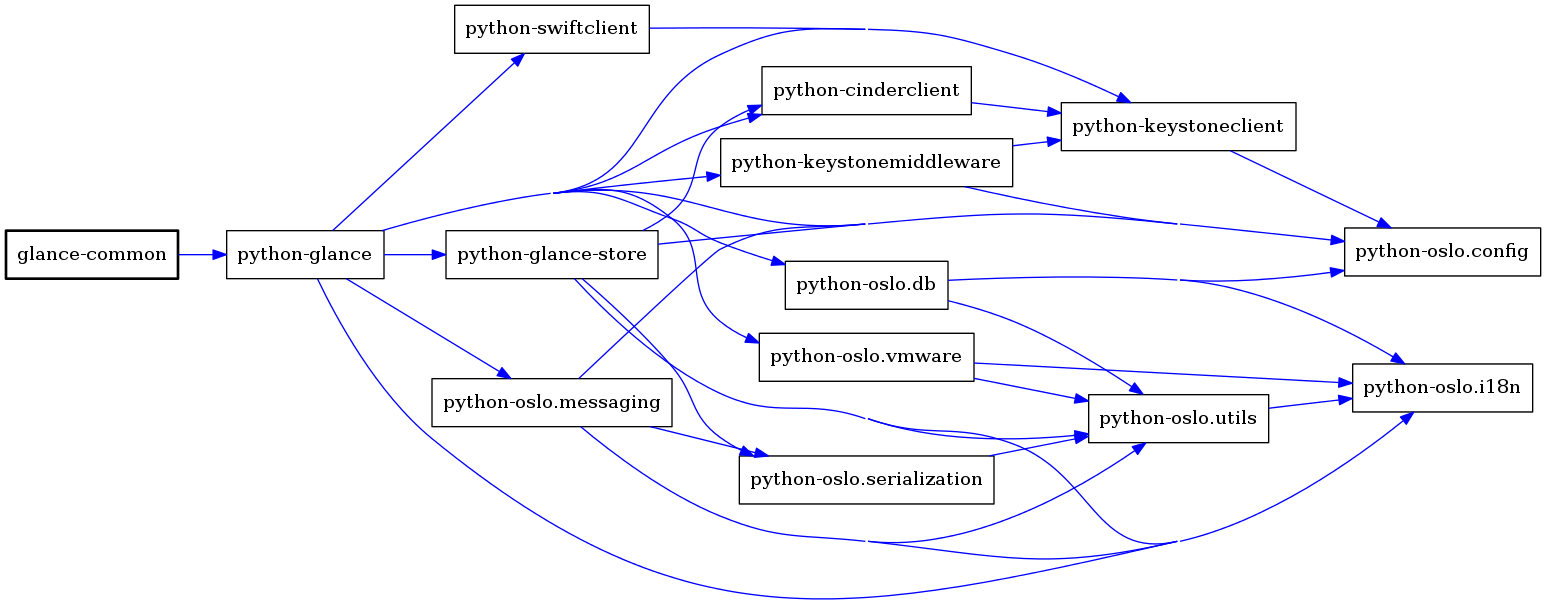 python-swiftclient
python-cinderclient
python-keystoneclient
python-keystonemiddleware
glance-common
python-glance
python-glance-store
python-oslo.config
python-oslo.db
python-oslo.vmware
python-oslo.i18n
python-oslo.messaging
python-oslo.utils
python-oslo.serialization